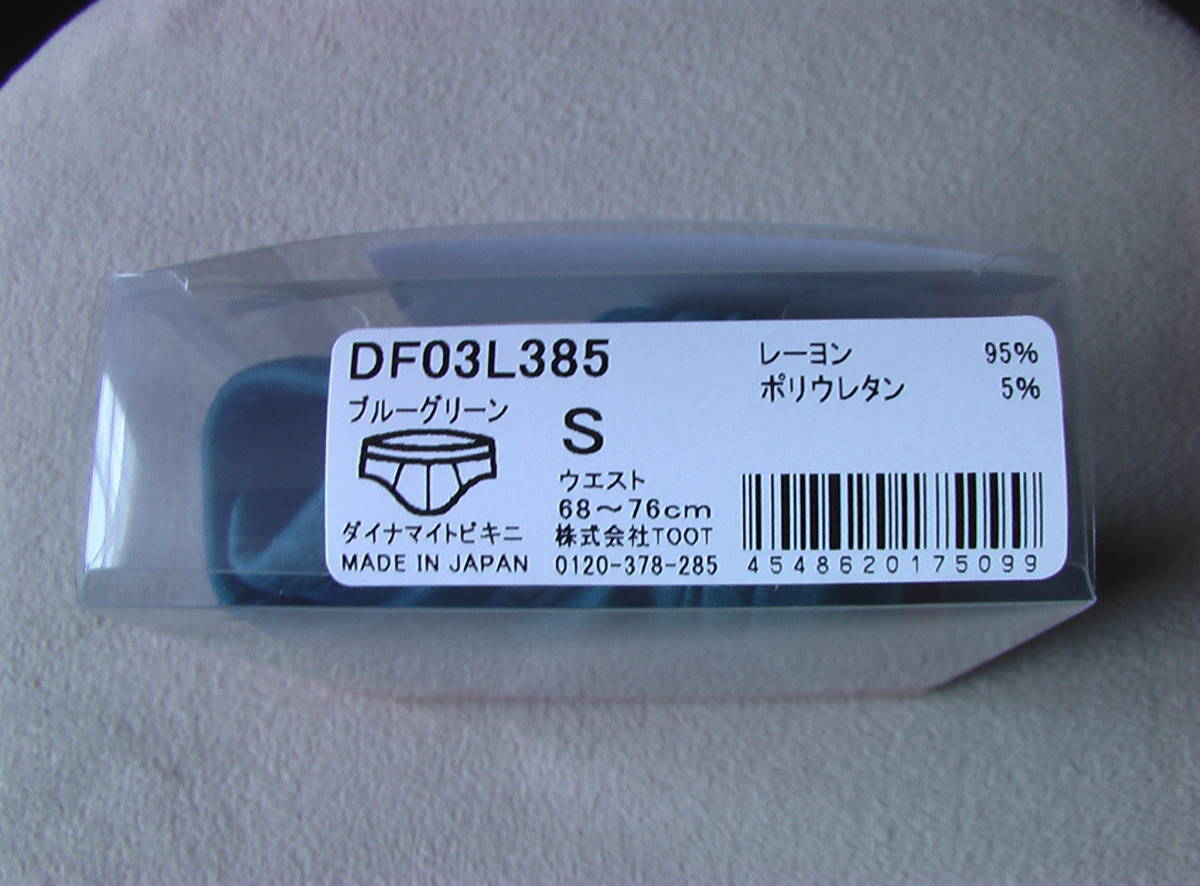 DF03L385
ブルーグリーン
ダイナマイトビキニ
MADE IN JAPAN
S
ウエスト
68～76cm
株式会社TOOT
0120-378-285
レーヨン 95%
ポリウレタン 5%
4548620175099